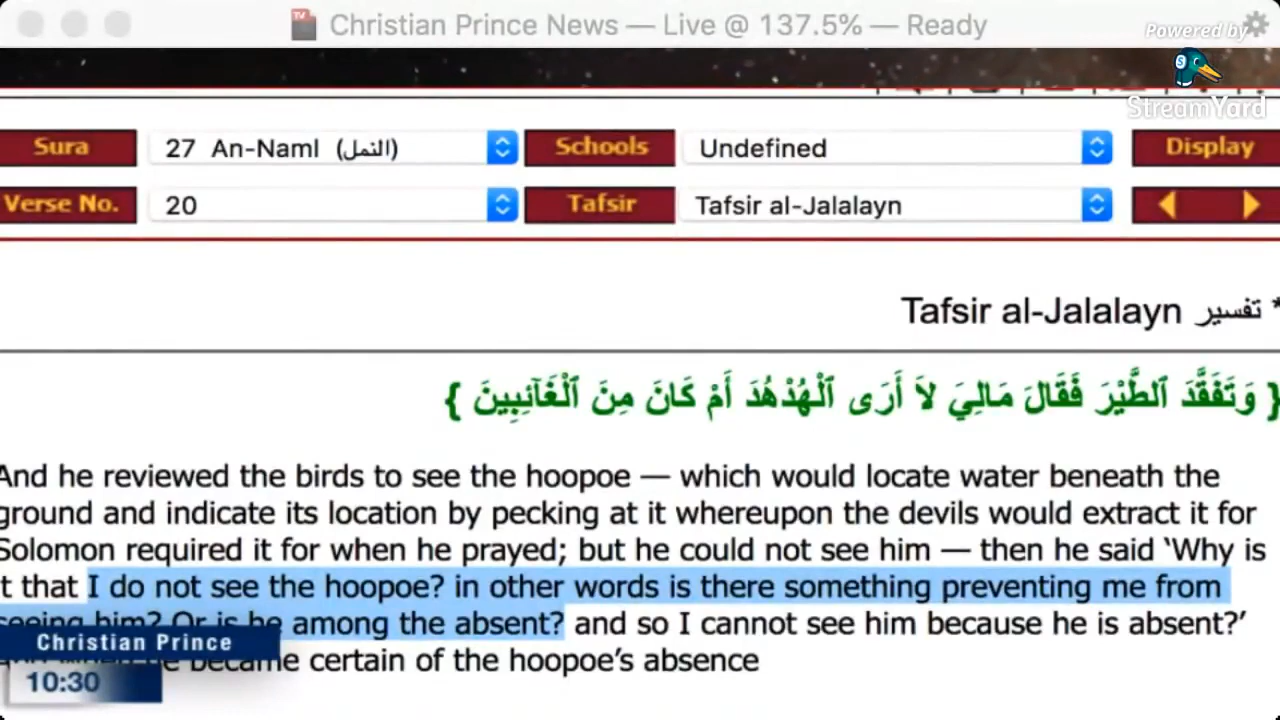 Christian Prince News — Live @ 137.5% — Ready
Powered by
StreamYard
Sura 27 An-Naml (النمل) Schools Undefined Display
Verse No. 20 Tafsir Tafsir al-Jalalayn
* تفسير Tafsir al-Jalalayn
{ وَتَفَقَّدَ ٱلطَّيْرَ فَقَالَ مَالِيَ لاَ أَرَى ٱلْهُدْهُدَ أَمْ كَانَ مِنَ ٱلْغَآئِبِينَ }
And he reviewed the birds to see the hoopoe — which would locate water beneath the
ground and indicate its location by pecking at it whereupon the devils would extract it for
Solomon required it for when he prayed; but he could not see him — then he said ‘Why is
t that I do not see the hoopoe? in other words is there something preventing me from
seeing him? Or is he among the absent? and so I cannot see him because he is absent?’
he became certain of the hoopoe’s absence
Christian Prince
10:30